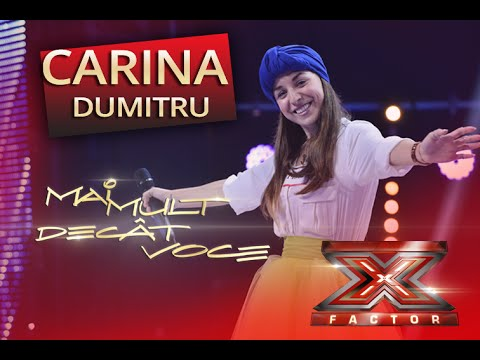 CARINA
DUMITRU
MAI MULT
DECÂT VOCE
X
FACTOR